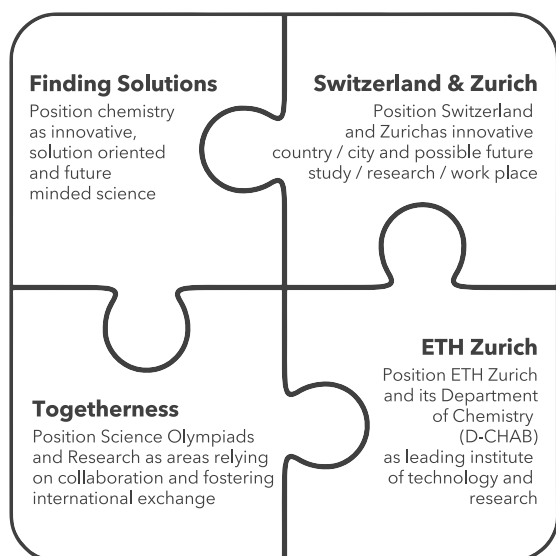 Finding Solutions
Position chemistry
as innovative,
solution oriented
and future
minded science
Switzerland & Zurich
Position Switzerland
and Zurichas innovative
country / city and possible future
study / research / work place
Togetherness
Position Science Olympiads
and Research as areas relying
on collaboration and fostering
international exchange
ETH Zurich
Position ETH Zurich
and its Department
of Chemistry
(D-CHAB)
as leading institute
of technology and
research